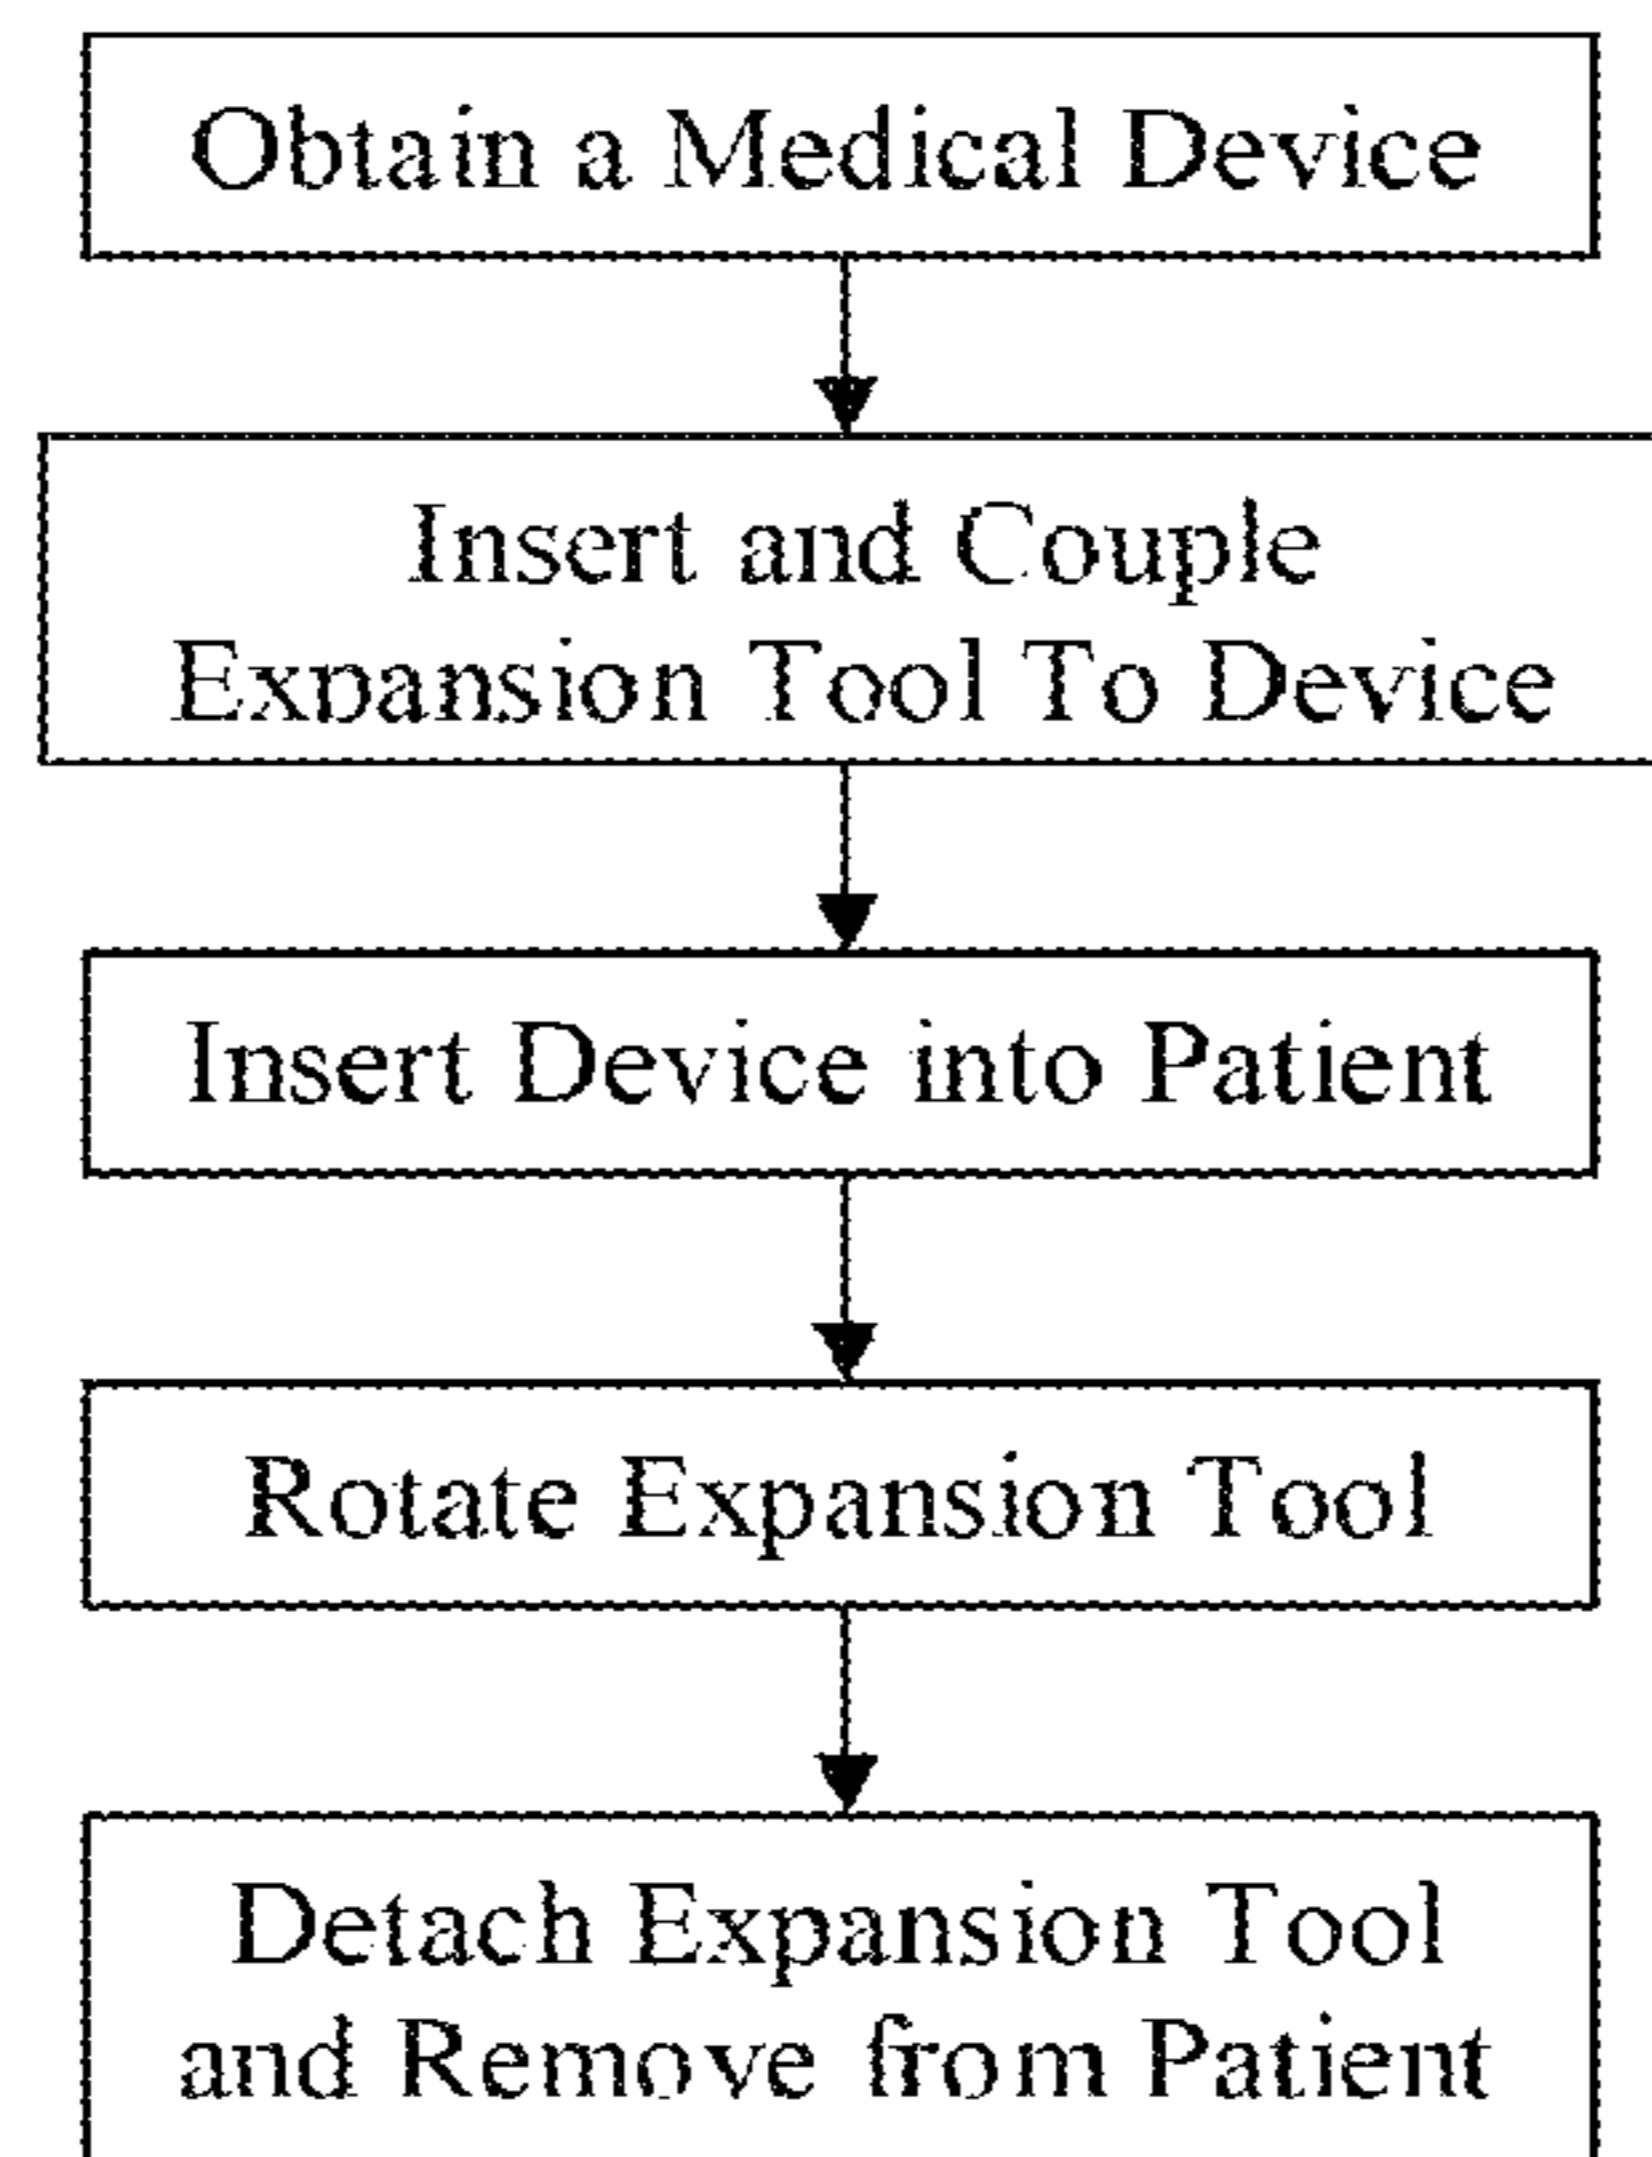 Obtain a Medical Device
Insert and Couple
Expansion Tool To Device
Insert Device into Patient
Rotate Expansion Tool
Detach Expansion Tool
and Remove from Patient